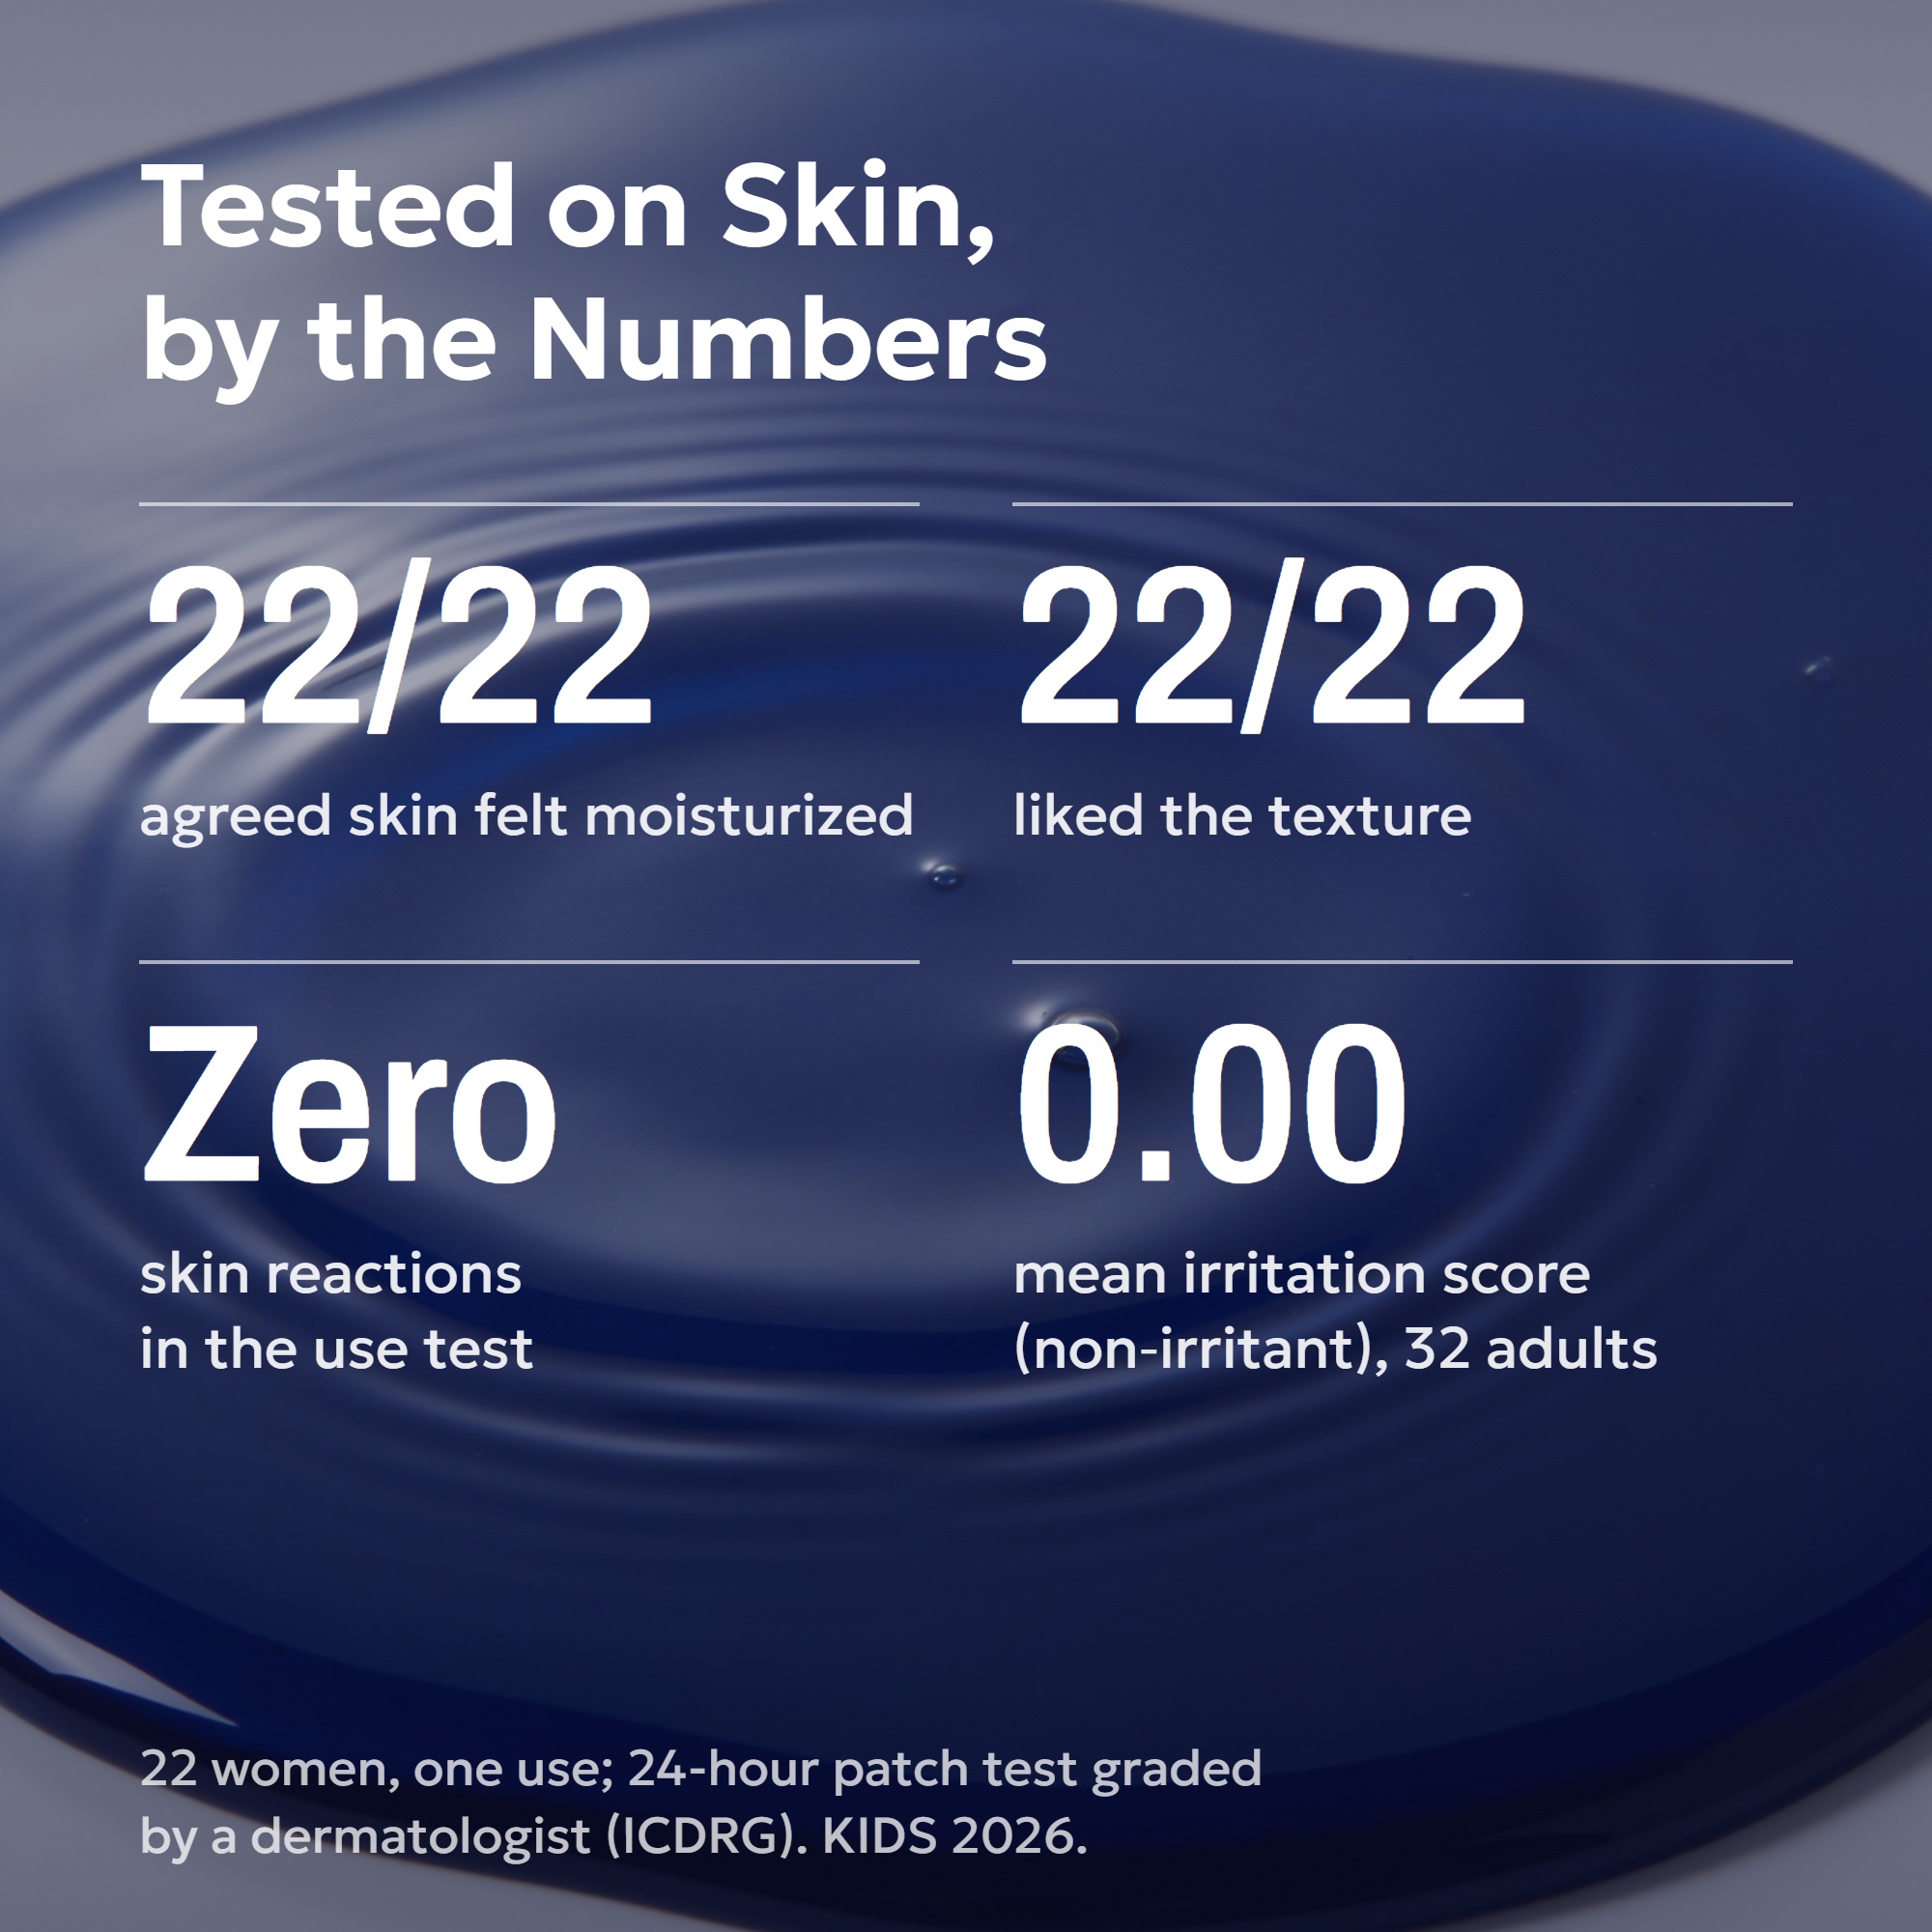 Tested on Skin,
by the Numbers
22/22
agreed skin felt moisturized
22/22
liked the texture
Zero
skin reactions
in the use test
0.00
mean irritation score
(non-irritant), 32 adults
22 women, one use; 24-hour patch test graded
by a dermatologist (ICDRG). KIDS 2026.